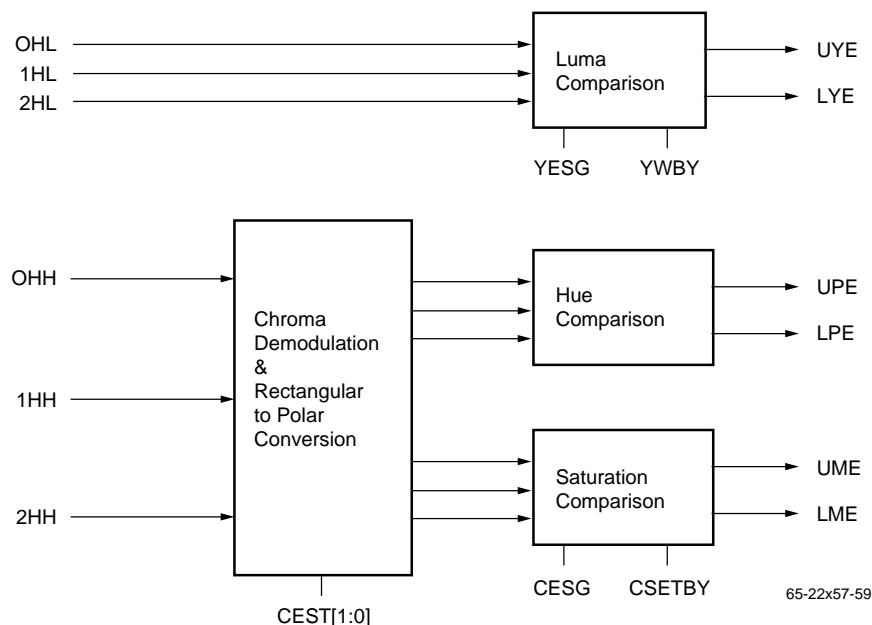 OHL
1HL
2HL
Luma
Comparison
UYE
LYE
YESG
YWBY
OHH
1HH
2HH
Chroma
Demodulation
&
Rectangular
to Polar
Conversion
CEST[1:0]
Hue
Comparison
UPE
LPE
Saturation
Comparison
UME
LME
CESG
CSETBY
65-22x57-59